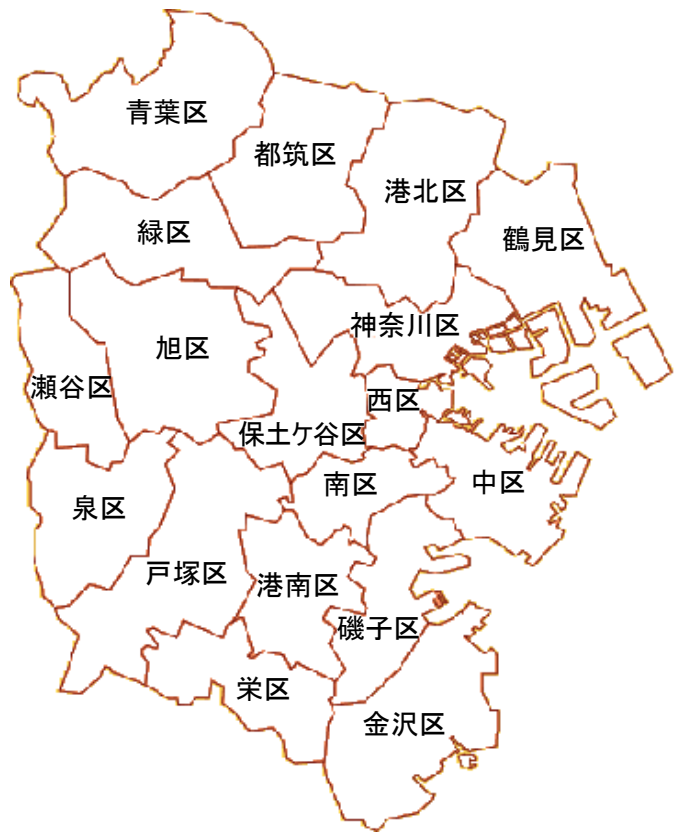 青葉区
都筑区
港北区
緑区
鶴見区
神奈川区
旭区
瀬谷区
西区
保土ケ谷区
南区
中区
泉区
戸塚区
港南区
磯子区
栄区
金沢区